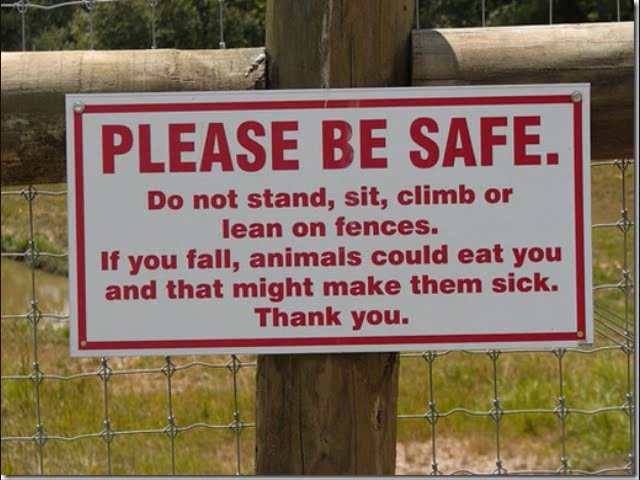 PLEASE BE SAFE.
Do not stand, sit, climb or
lean on fences.
If you fall, animals could eat you
and that might make them sick.
Thank you.